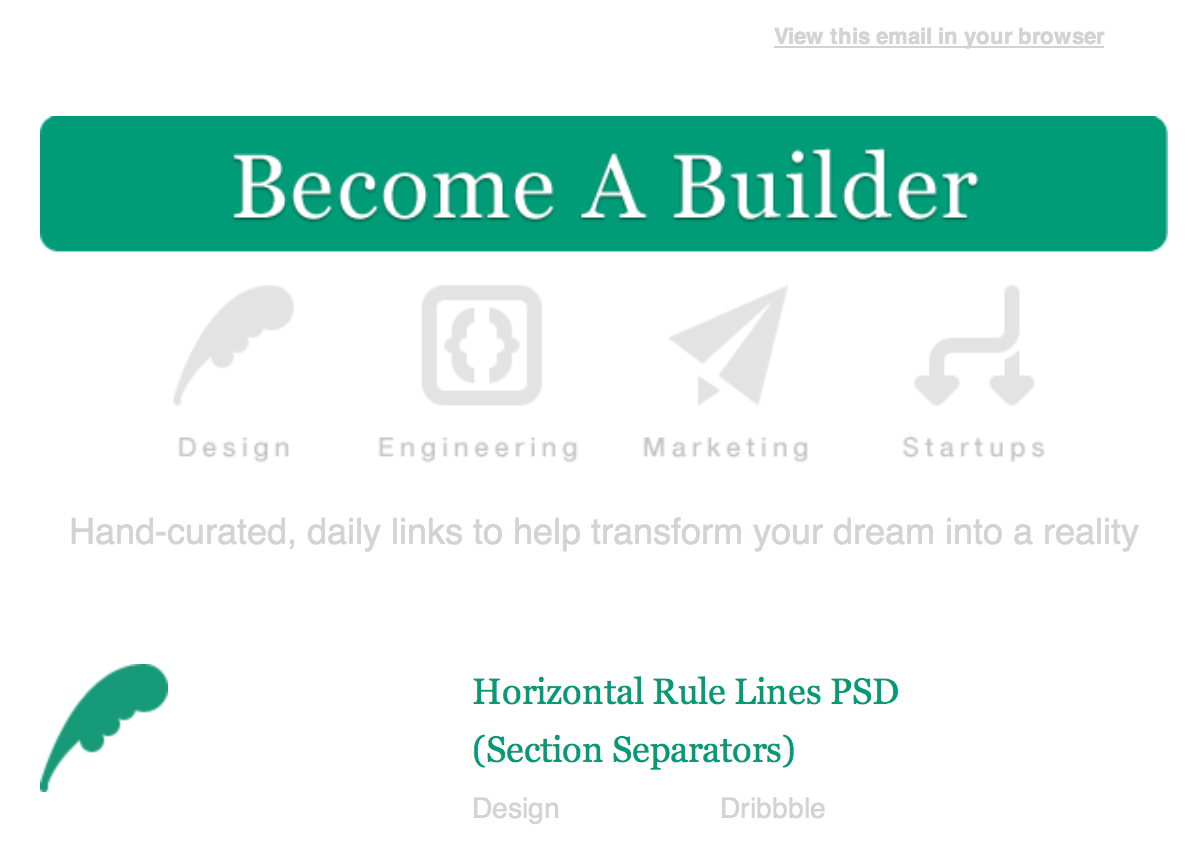 View this email in your browser
Become A Builder
Design Engineering Marketing Startups
Hand-curated, daily links to help transform your dream into a reality
Horizontal Rule Lines PSD
(Section Separators)
Design Dribbble